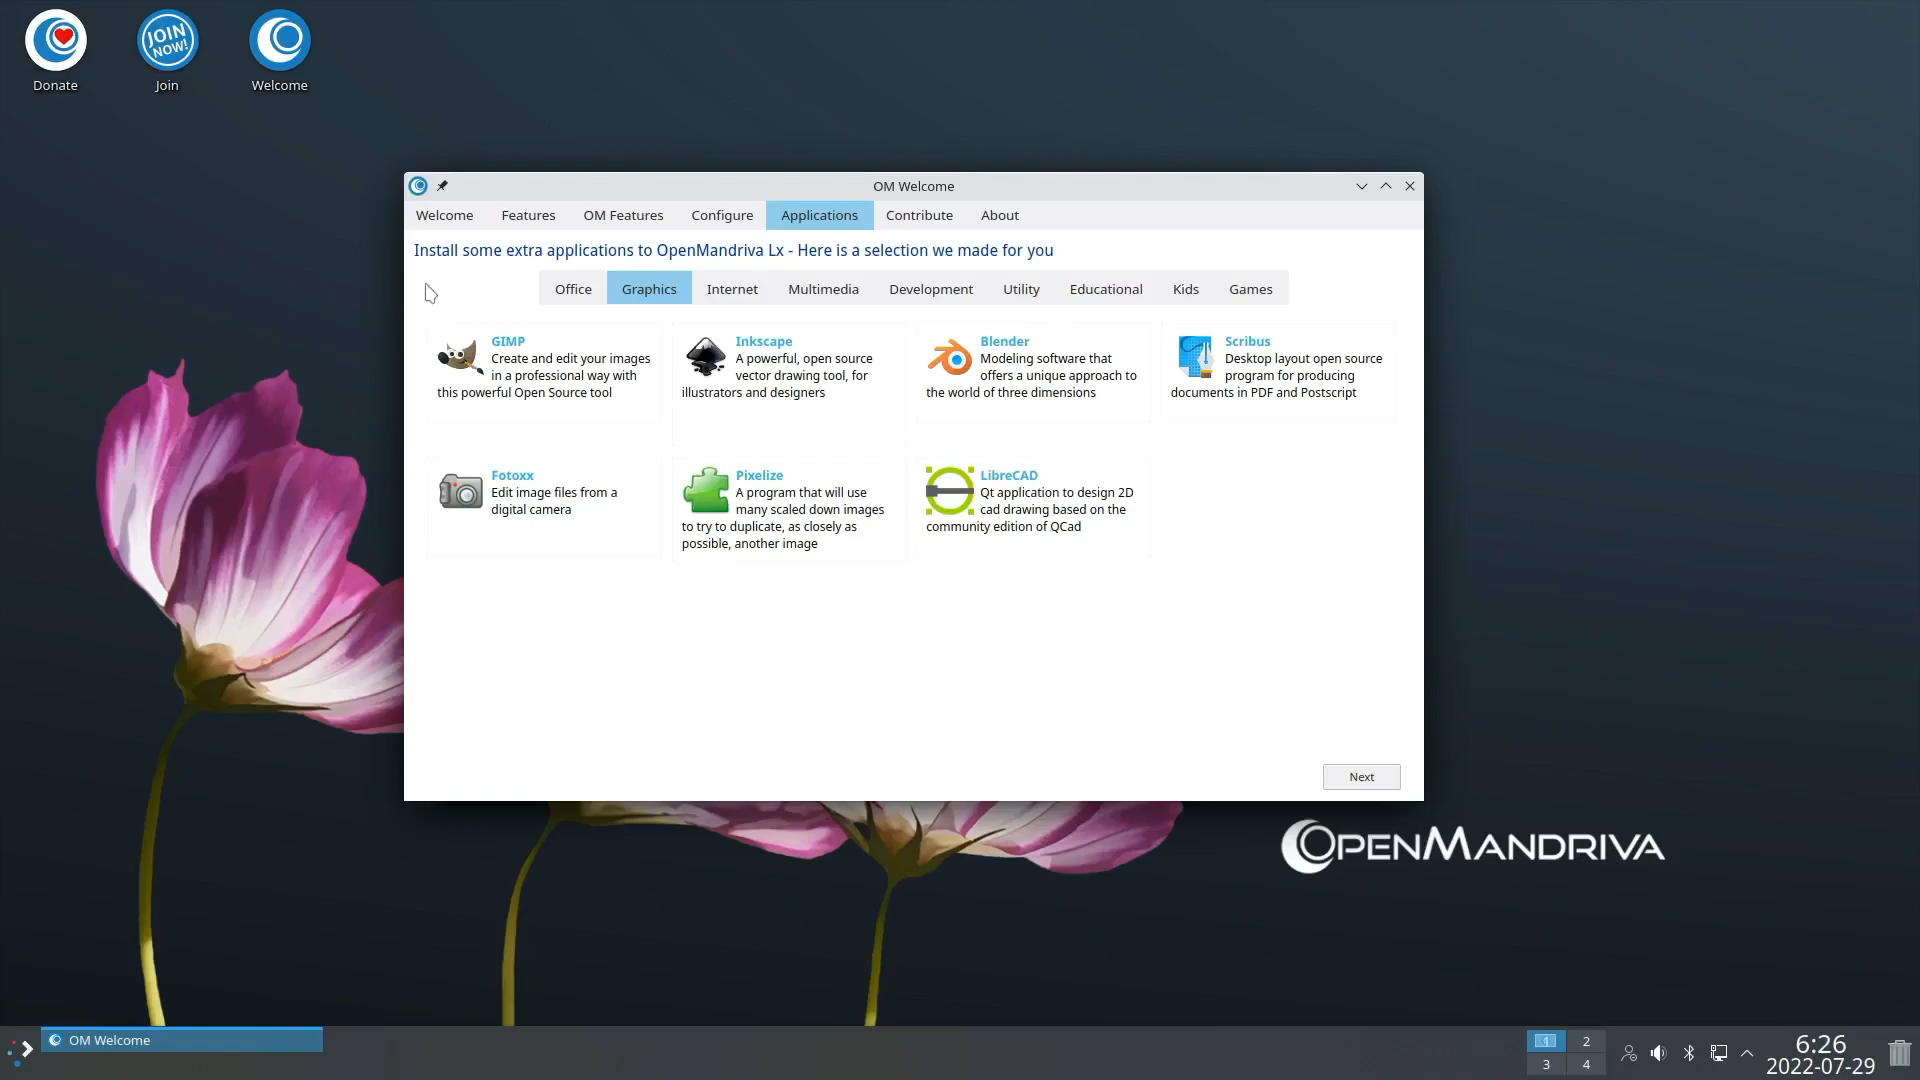 JOIN
NOW!
Donate
Join
Welcome
OM Welcome
Welcome
Features
OM Features
Configure
Applications
Contribute
About
Install some extra applications to OpenMandriva Lx - Here is a selection we made for you
Office
Graphics
Internet
Multimedia
Development
Utility
Educational
Kids
Games
GIMP
Create and edit your images
in a professional way with
this powerful Open Source tool
Inkscape
A powerful, open source
vector drawing tool, for
illustrators and designers
Blender
Modeling software that
offers a unique approach to
the world of three dimensions
Scribus
Desktop layout open source
program for producing
documents in PDF and Postscript
Fotoxx
Edit image files from a
digital camera
Pixelize
A program that will use
many scaled down images
to try to duplicate, as closely as
possible, another image
LibreCAD
Qt application to design 2D
cad drawing based on the
community edition of QCad
Next
OPENMANDRIVA
OM Welcome
1
2
3
4
6:26
2022-07-29